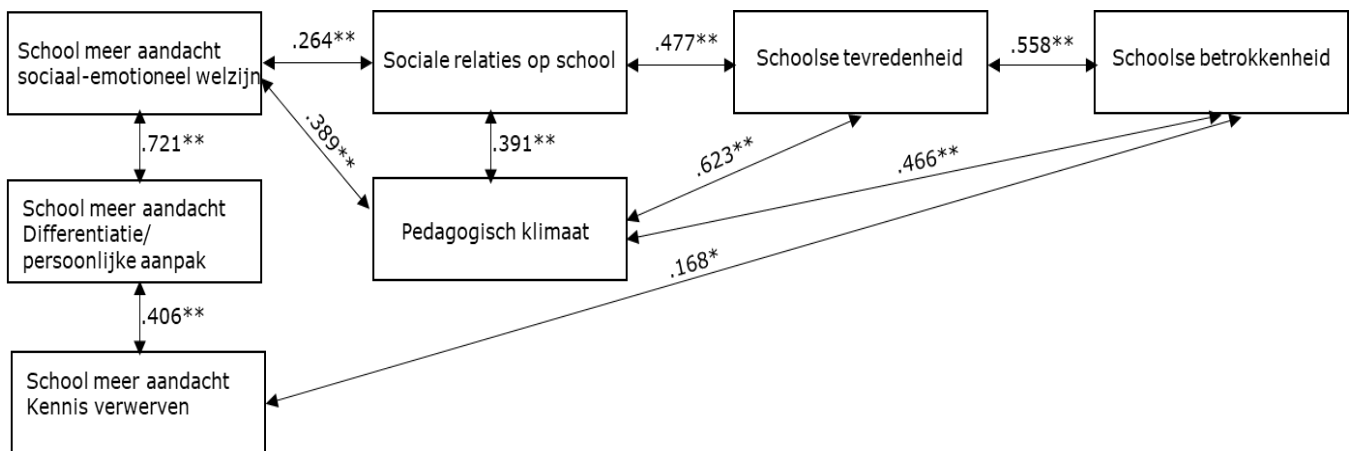 School meer aandacht
sociaal-emotioneel welzijn
.264**
Sociale relaties op school
.477**
Schoolse tevredenheid
.558**
Schoolse betrokkenheid
.721**
.389**
.391**
.623**
.466**
School meer aandacht
Differentiatie/
persoonlijke aanpak
Pedagogisch klimaat
.168*
.406**
School meer aandacht
Kennis verwerven